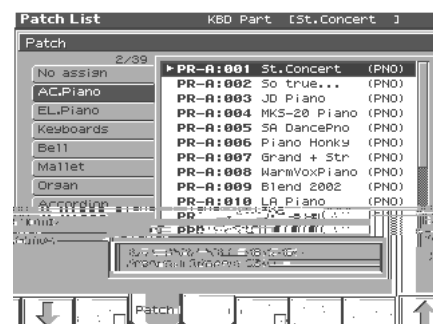 Patch List KBD Part [St.Concert ]
Patch
2/39
No assign
AC.Piano
EL.Piano
Keyboards
Bell
Mallet
Organ
Accordion
▶PR-A:001 St.Concert (PNO)
PR-A:002 So true... (PNO)
PR-A:003 JD Piano (PNO)
PR-A:004 MKS-20 Piano (PNO)
PR-A:005 SA DancePno (PNO)
PR-A:006 Piano Honky (PNO)
PR-A:007 Grand + Str (PNO)
PR-A:008 WarmVoxPiano (PNO)
PR-A:009 Blend 2002 (PNO)
PR-A:010 LA Piano (PNO)
PR
Patch